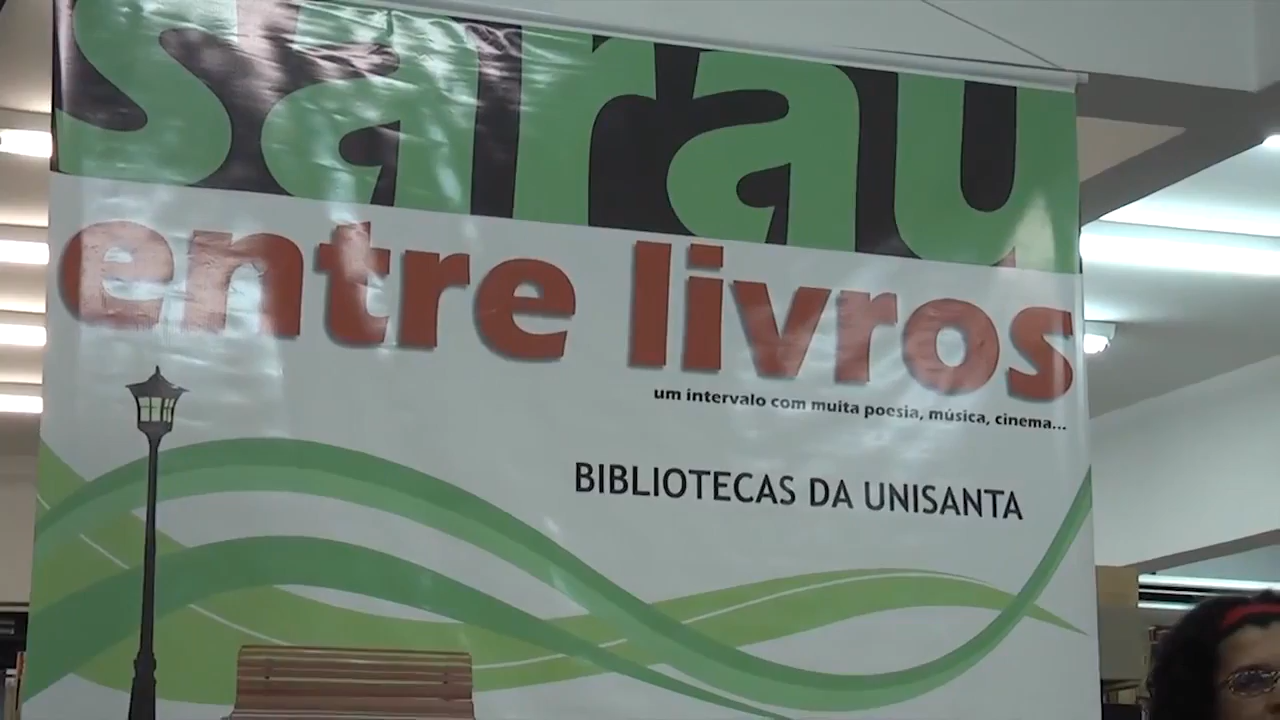 sarau
entre livros
um intervalo com muita poesia, música, cinema...
BIBLIOTECAS DA UNISANTA